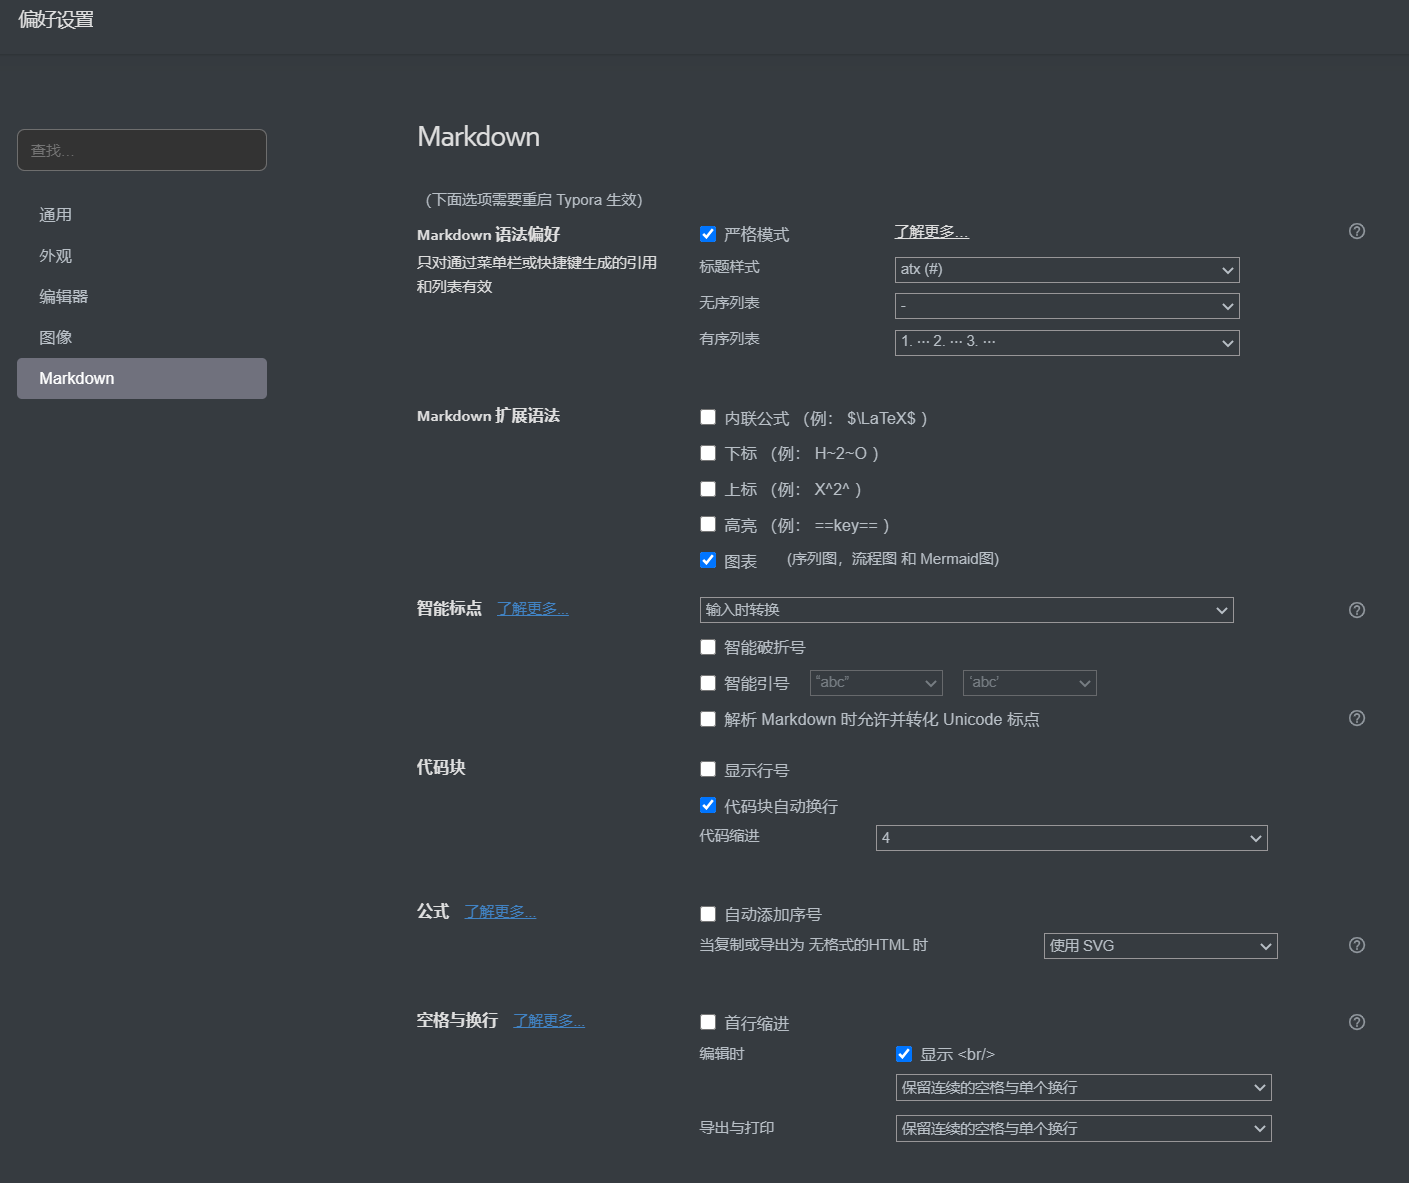 偏好设置
查找...
通用
外观
编辑器
图像
Markdown
Markdown
（下面选项需要重启 Typora 生效）
Markdown 语法偏好
只对通过菜单栏或快捷键生成的引用
和列表有效
严格模式
了解更多...
标题样式
atx (#)
无序列表
-
有序列表
1. ··· 2. ··· 3. ···
Markdown 扩展语法
内联公式 （例： $\LaTeX$ ）
下标 （例： H~2~O ）
上标 （例： X^2^ ）
高亮 （例： ==key== ）
图表 (序列图，流程图 和 Mermaid图)
智能标点 了解更多...
输入时转换
智能破折号
智能引号 “abc” ‘abc’
解析 Markdown 时允许并转化 Unicode 标点
代码块
显示行号
代码块自动换行
代码缩进 4
公式 了解更多...
自动添加序号
当复制或导出为 无格式的HTML 时 使用 SVG
空格与换行 了解更多...
首行缩进
编辑时 显示 <br/>
保留连续的空格与单个换行
导出与打印 保留连续的空格与单个换行